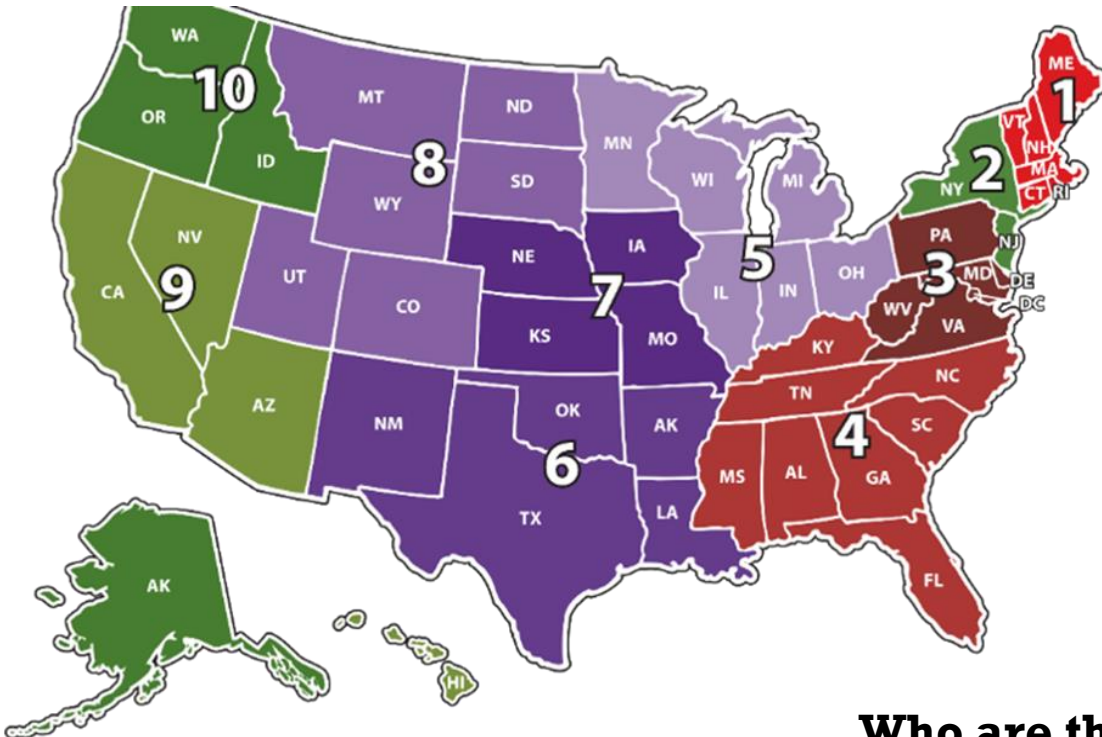 WA
10
OR
ID
MT
8
ND
MN
SD
WY
WI
MI
ME
1
VT
NH
MA
CT
RI
NY
2
NJ
PA
3
MD
DE
DC
WV
VA
CA
NV
9
UT
CO
NE
IA
7
KS
MO
5
IL
IN
OH
KY
TN
NC
SC
4
AZ
NM
OK
6
AK
TX
LA
MS
AL
GA
FL
AK
HI
Who are th